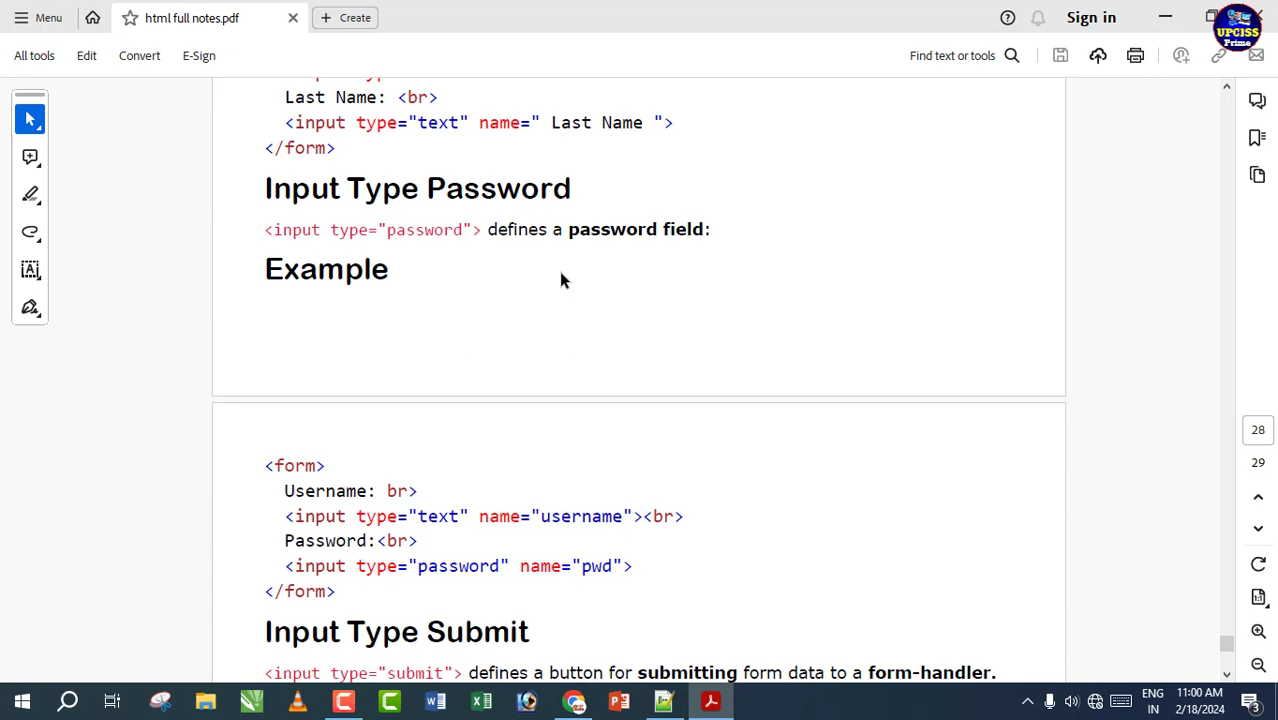 Menu
html full notes.pdf
Create
Sign in
UPCISS
Prime
All tools
Edit
Convert
E-Sign
Find text or tools
Last Name: <br>
<input type="text" name=" Last Name ">
</form>
Input Type Password
<input type="password"> defines a password field:
Example
<form>
Username: br>
<input type="text" name="username"><br>
Password:<br>
<input type="password" name="pwd">
</form>
Input Type Submit
<input type="submit"> defines a button for submitting form data to a form-handler.
28
29
ENG
IN
11:00 AM
2/18/2024
3